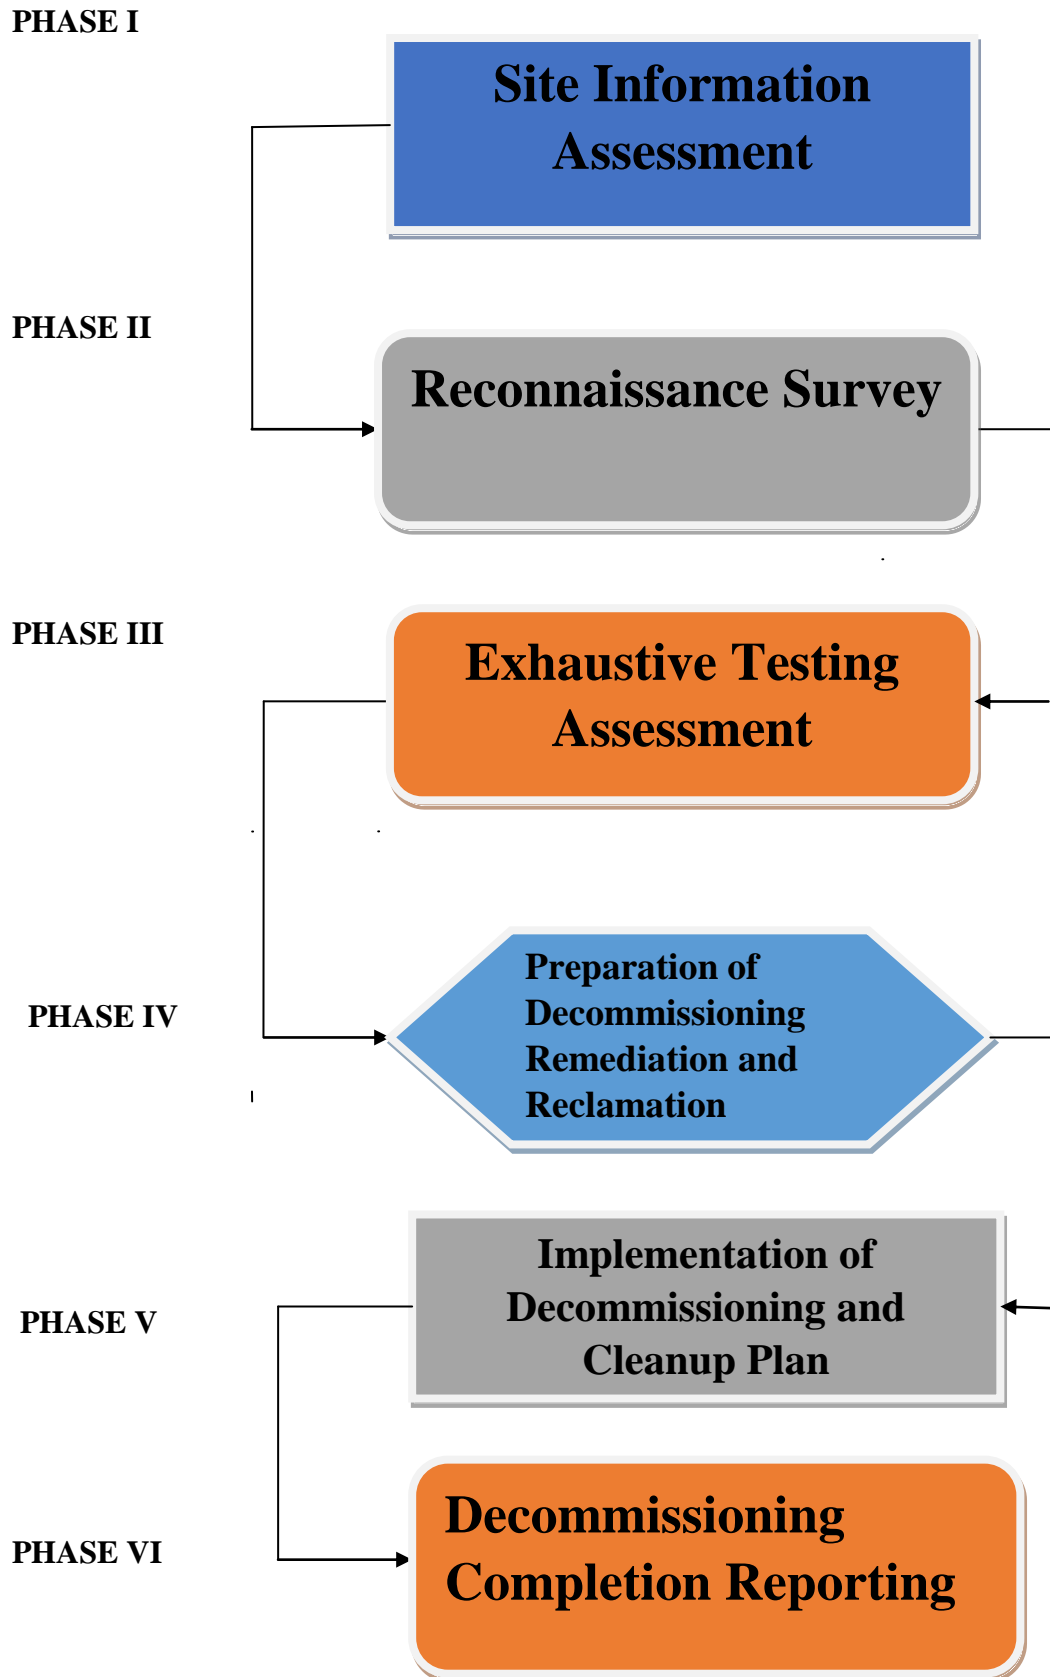 PHASE I
Site Information
Assessment
PHASE II
Reconnaissance Survey
PHASE III
Exhaustive Testing
Assessment
PHASE IV
Preparation of
Decommissioning
Remediation and
Reclamation
PHASE V
Implementation of
Decommissioning and
Cleanup Plan
PHASE VI
Decommissioning
Completion Reporting